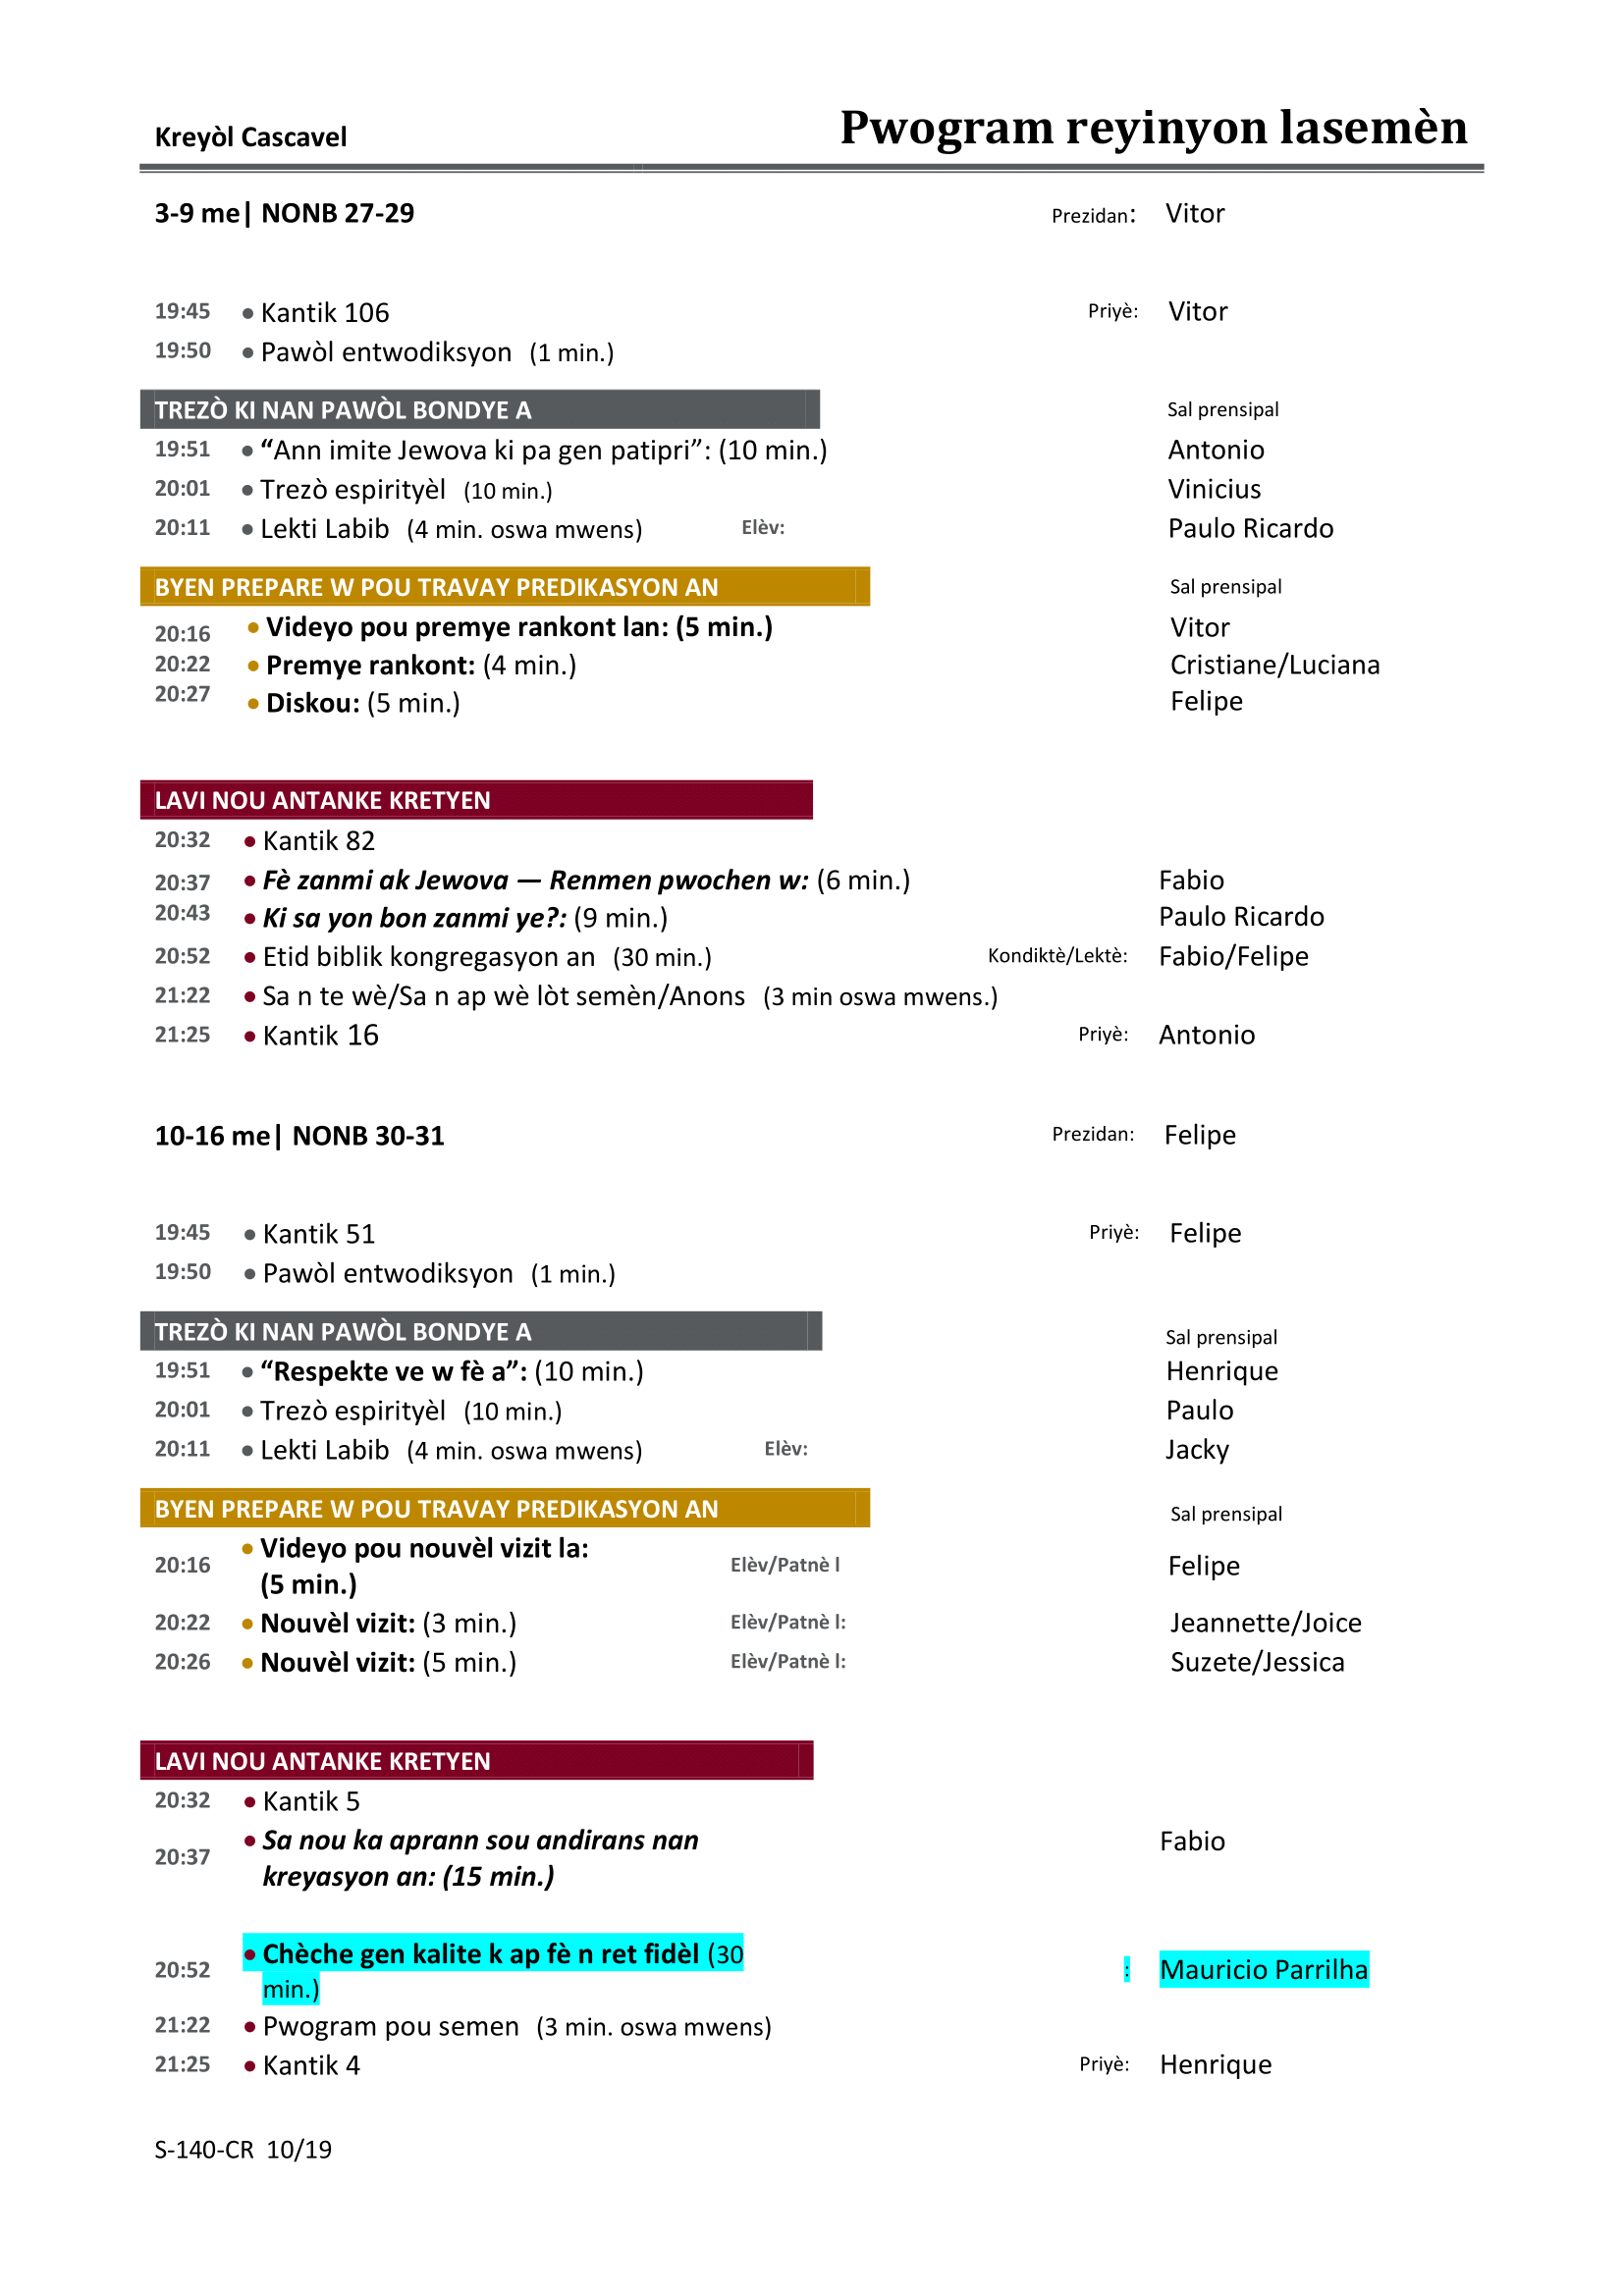 Kreyòl Cascavel Pwogram reyinyon lasemèn
3-9 me| NONB 27-29 Prezidan: Vitor
19:45 • Kantik 106 Priyè: Vitor
19:50 • Pawòl entwodiksyon (1 min.)
TREZÒ KI NAN PAWÒL BONDYE A Sal prensipal
19:51 • “Ann imite Jewova ki pa gen patipri”: (10 min.) Antonio
20:01 • Trezò espirityèl (10 min.) Vinicius
20:11 • Lekti Labib (4 min. oswa mwens) Elèv: Paulo Ricardo
BYEN PREPARE W POU TRAVAY PREDIKASYON AN Sal prensipal
20:16 • Videyo pou premye rankont lan: (5 min.) Vitor
20:22 • Premye rankont: (4 min.) Cristiane/Luciana
20:27 • Diskou: (5 min.) Felipe
LAVI NOU ANTANKE KRETYEN
20:32 • Kantik 82
20:37 • Fè zanmi ak Jewova — Renmen pwochen w: (6 min.) Fabio
20:43 • Ki sa yon bon zanmi ye?: (9 min.) Paulo Ricardo
20:52 • Etid biblik kongregasyon an (30 min.) Kondiktè/Lektè: Fabio/Felipe
21:22 • Sa n te wè/Sa n ap wè lòt semèn/Anons (3 min oswa mwens.)
21:25 • Kantik 16 Priyè: Antonio
10-16 me| NONB 30-31 Prezidan: Felipe
19:45 • Kantik 51 Priyè: Felipe
19:50 • Pawòl entwodiksyon (1 min.)
TREZÒ KI NAN PAWÒL BONDYE A Sal prensipal
19:51 • “Respekte ve w fè a”: (10 min.) Henrique
20:01 • Trezò espirityèl (10 min.) Paulo
20:11 • Lekti Labib (4 min. oswa mwens) Elèv: Jacky
BYEN PREPARE W POU TRAVAY PREDIKASYON AN Sal prensipal
20:16 • Videyo pou nouvèl vizit la: Elèv/Patnè l Felipe
(5 min.)
20:22 • Nouvèl vizit: (3 min.) Elèv/Patnè l: Jeannette/Joice
20:26 • Nouvèl vizit: (5 min.) Elèv/Patnè l: Suzete/Jessica
LAVI NOU ANTANKE KRETYEN
20:32 • Kantik 5
20:37 • Sa nou ka aprann sou andirans nan Fabio
kreyasyon an: (15 min.)
20:52 • Chèche gen kalite k ap fè n ret fidèl (30 : Mauricio Parrilha
min.)
21:22 • Pwogram pou semen (3 min. oswa mwens)
21:25 • Kantik 4 Priyè: Henrique
S-140-CR 10/19